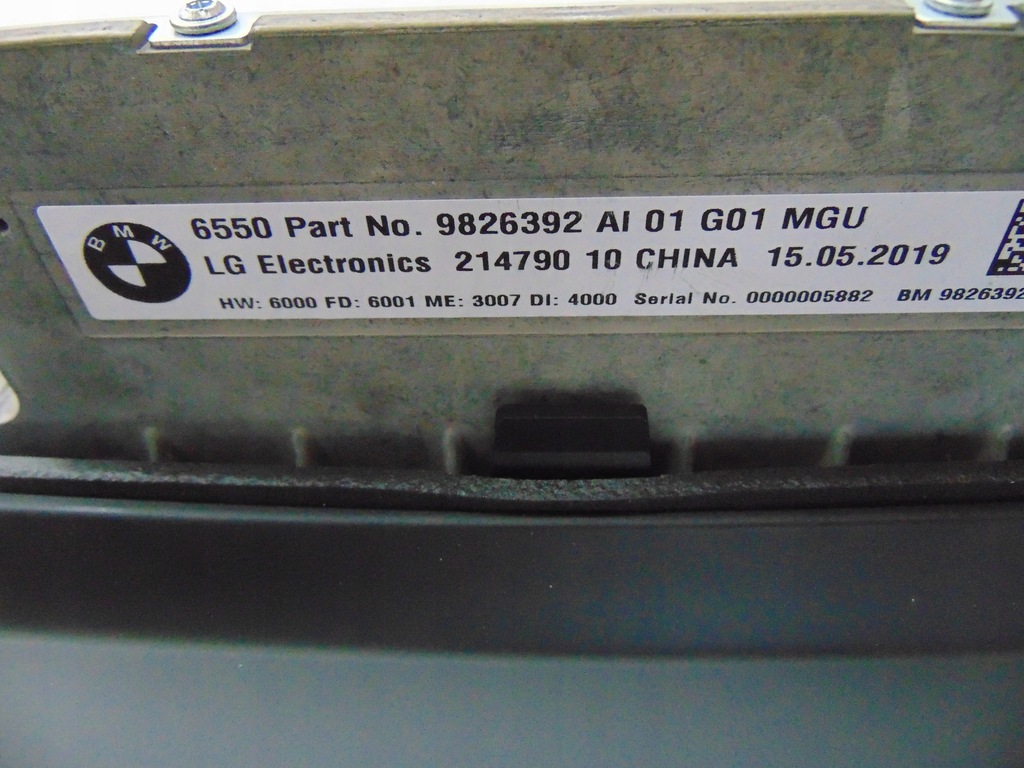 BMW
6550 Part No. 9826392 AI 01 G01 MGU
LG Electronics 214790 10 CHINA 15.05.2019
HW: 6000 FD: 6001 ME: 3007 DI: 4000 Serial No. 0000005882 BM 9826392